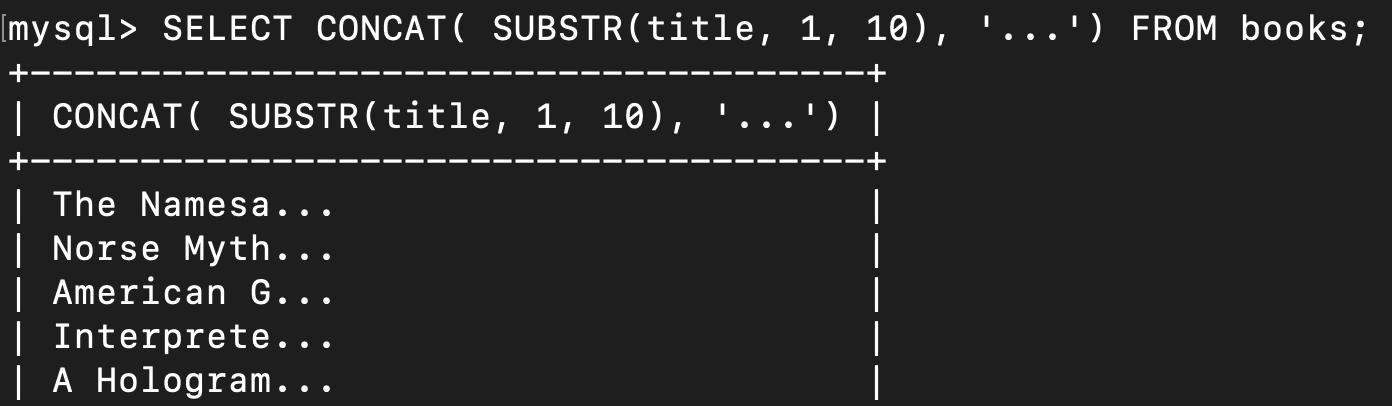 [mysql> SELECT CONCAT( SUBSTR(title, 1, 10), '...') FROM books;
+--------------------------------------+
| CONCAT( SUBSTR(title, 1, 10), '...') |
+--------------------------------------+
| The Namesa...                        |
| Norse Myth...                        |
| American G...                        |
| Interprete...                        |
| A Hologram...                        |